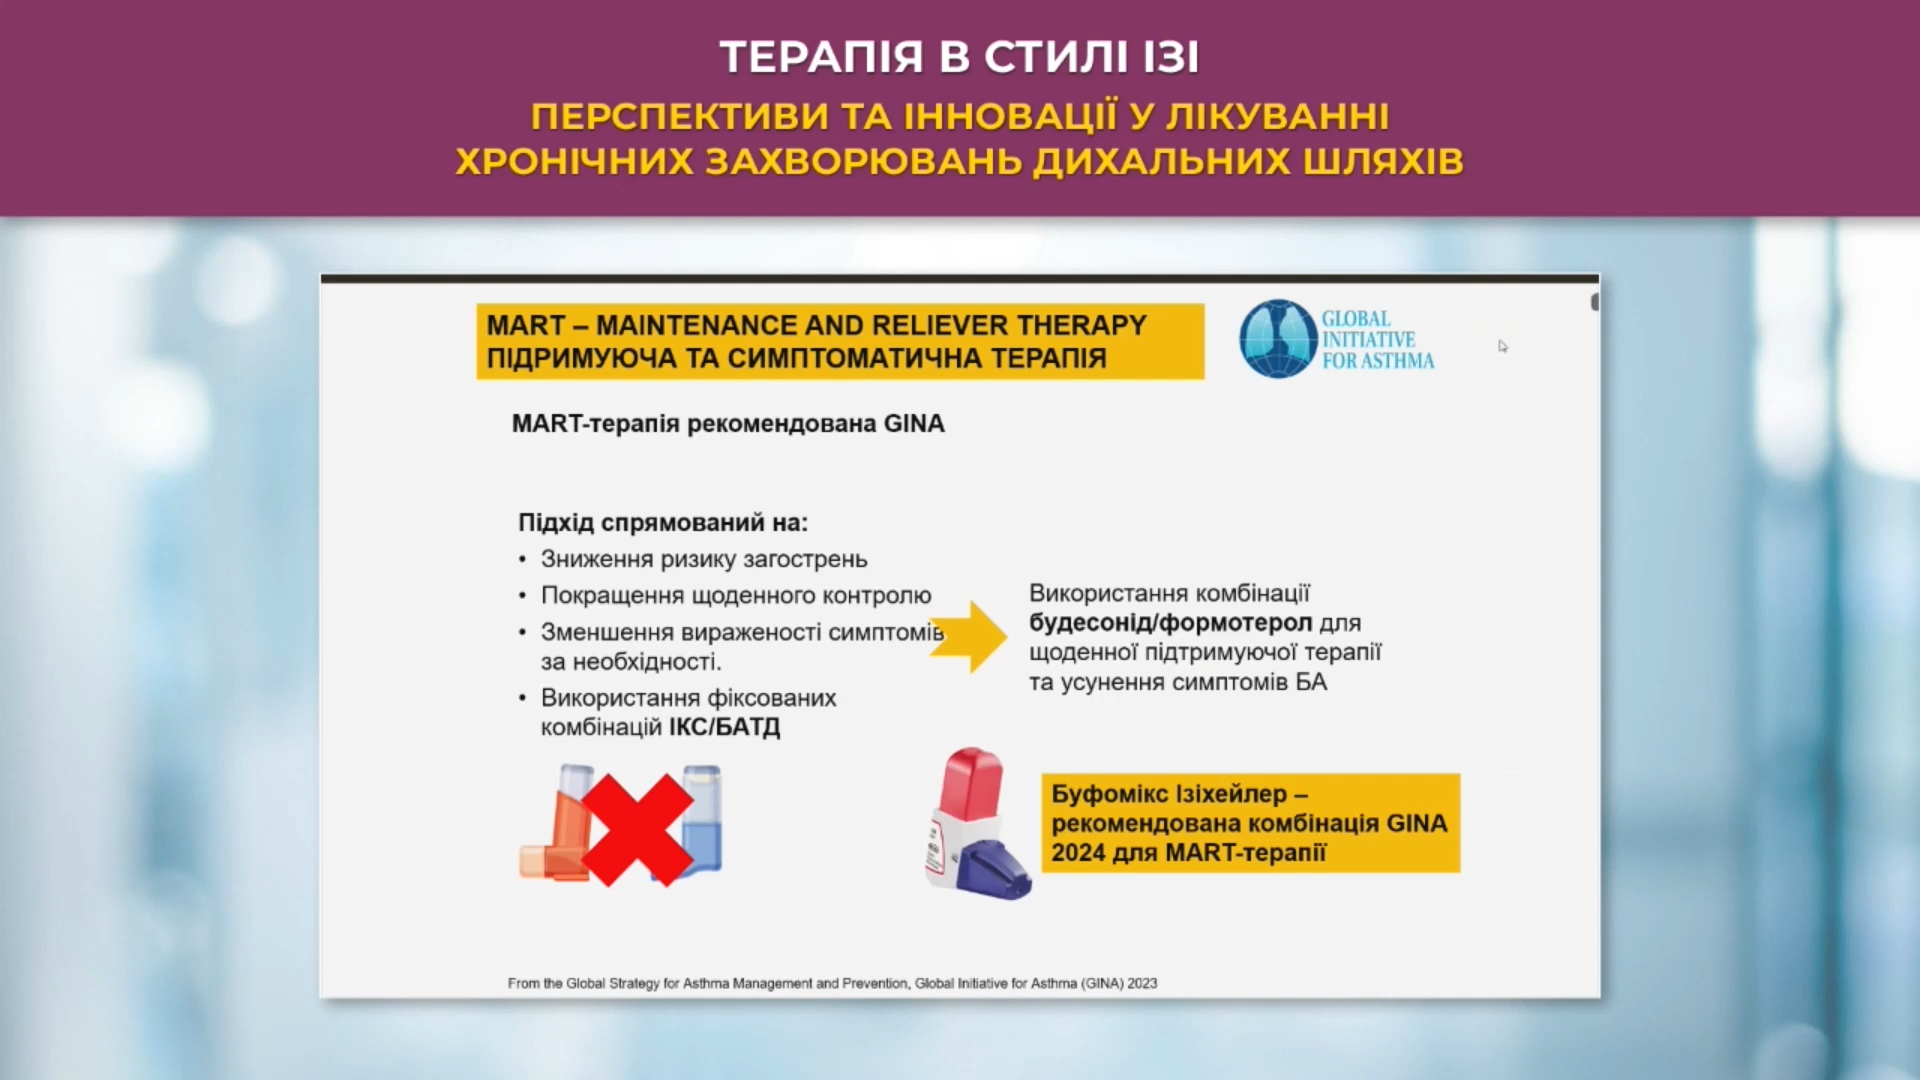 ТЕРАПІЯ В СТИЛІ ІЗІ
ПЕРСПЕКТИВИ ТА ІННОВАЦІЇ У ЛІКУВАННІ
ХРОНІЧНИХ ЗАХВОРЮВАНЬ ДИХАЛЬНИХ ШЛЯХІВ
MART – MAINTENANCE AND RELIEVER THERAPY
ПІДРИМУЮЧА ТА СИМПТОМАТИЧНА ТЕРАПІЯ
GLOBAL
INITIATIVE
FOR ASTHMA
MART-терапія рекомендована GINA
Підхід спрямований на:
• Зниження ризику загострень
• Покращення щоденного контролю
• Зменшення вираженості симптомів
за необхідності.
• Використання фіксованих
комбінацій ІКС/БАТД
Використання комбінації
будесонід/формотерол для
щоденної підтримуючої терапії
та усунення симптомів БА
Буфомікс Ізіхейлер –
рекомендована комбінація GINA
2024 для MART-терапії
From the Global Strategy for Asthma Management and Prevention, Global Initiative for Asthma (GINA) 2023